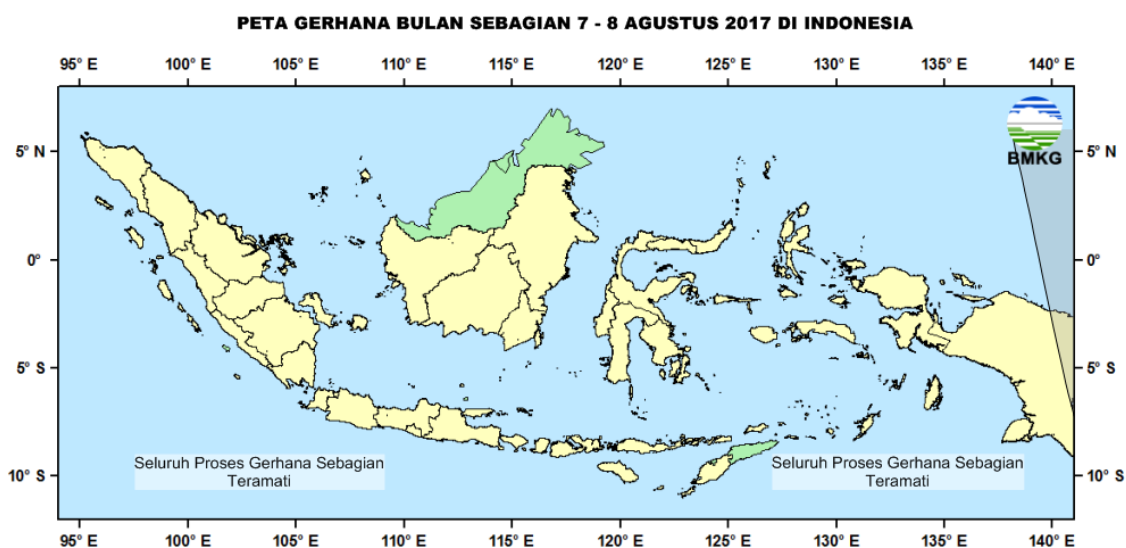 PETA GERHANA BULAN SEBAGIAN 7 - 8 AGUSTUS 2017 DI INDONESIA
95° E 100° E 105° E 110° E 115° E 120° E 125° E 130° E 135° E 140° E
BMKG
5° N 5° N
0° 0°
5° S 5° S
10° S 10° S
Seluruh Proses Gerhana Sebagian
Teramati
Seluruh Proses Gerhana Sebagian
Teramati
95° E 100° E 105° E 110° E 115° E 120° E 125° E 130° E 135° E 140° E